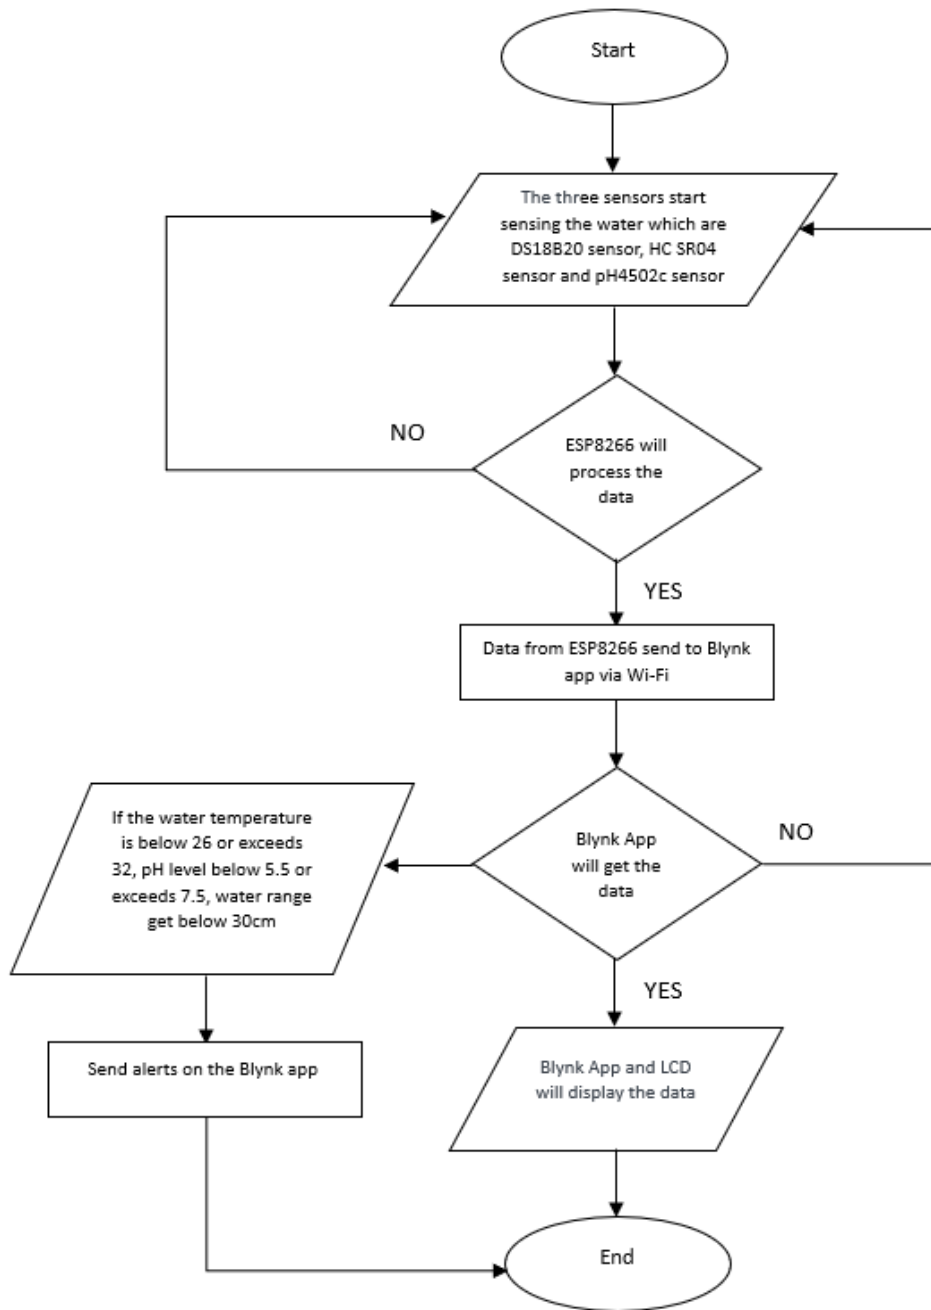 Start
The three sensors start
sensing the water which are
DS18B20 sensor, HC SR04
sensor and pH4502c sensor
NO
ESP8266 will
process the
data
YES
Data from ESP8266 send to Blynk
app via Wi-Fi
If the water temperature
is below 26 or exceeds
32, pH level below 5.5 or
exceeds 7.5, water range
get below 30cm
Blynk App
will get the
data
NO
YES
Send alerts on the Blynk app
Blynk App and LCD
will display the data
End